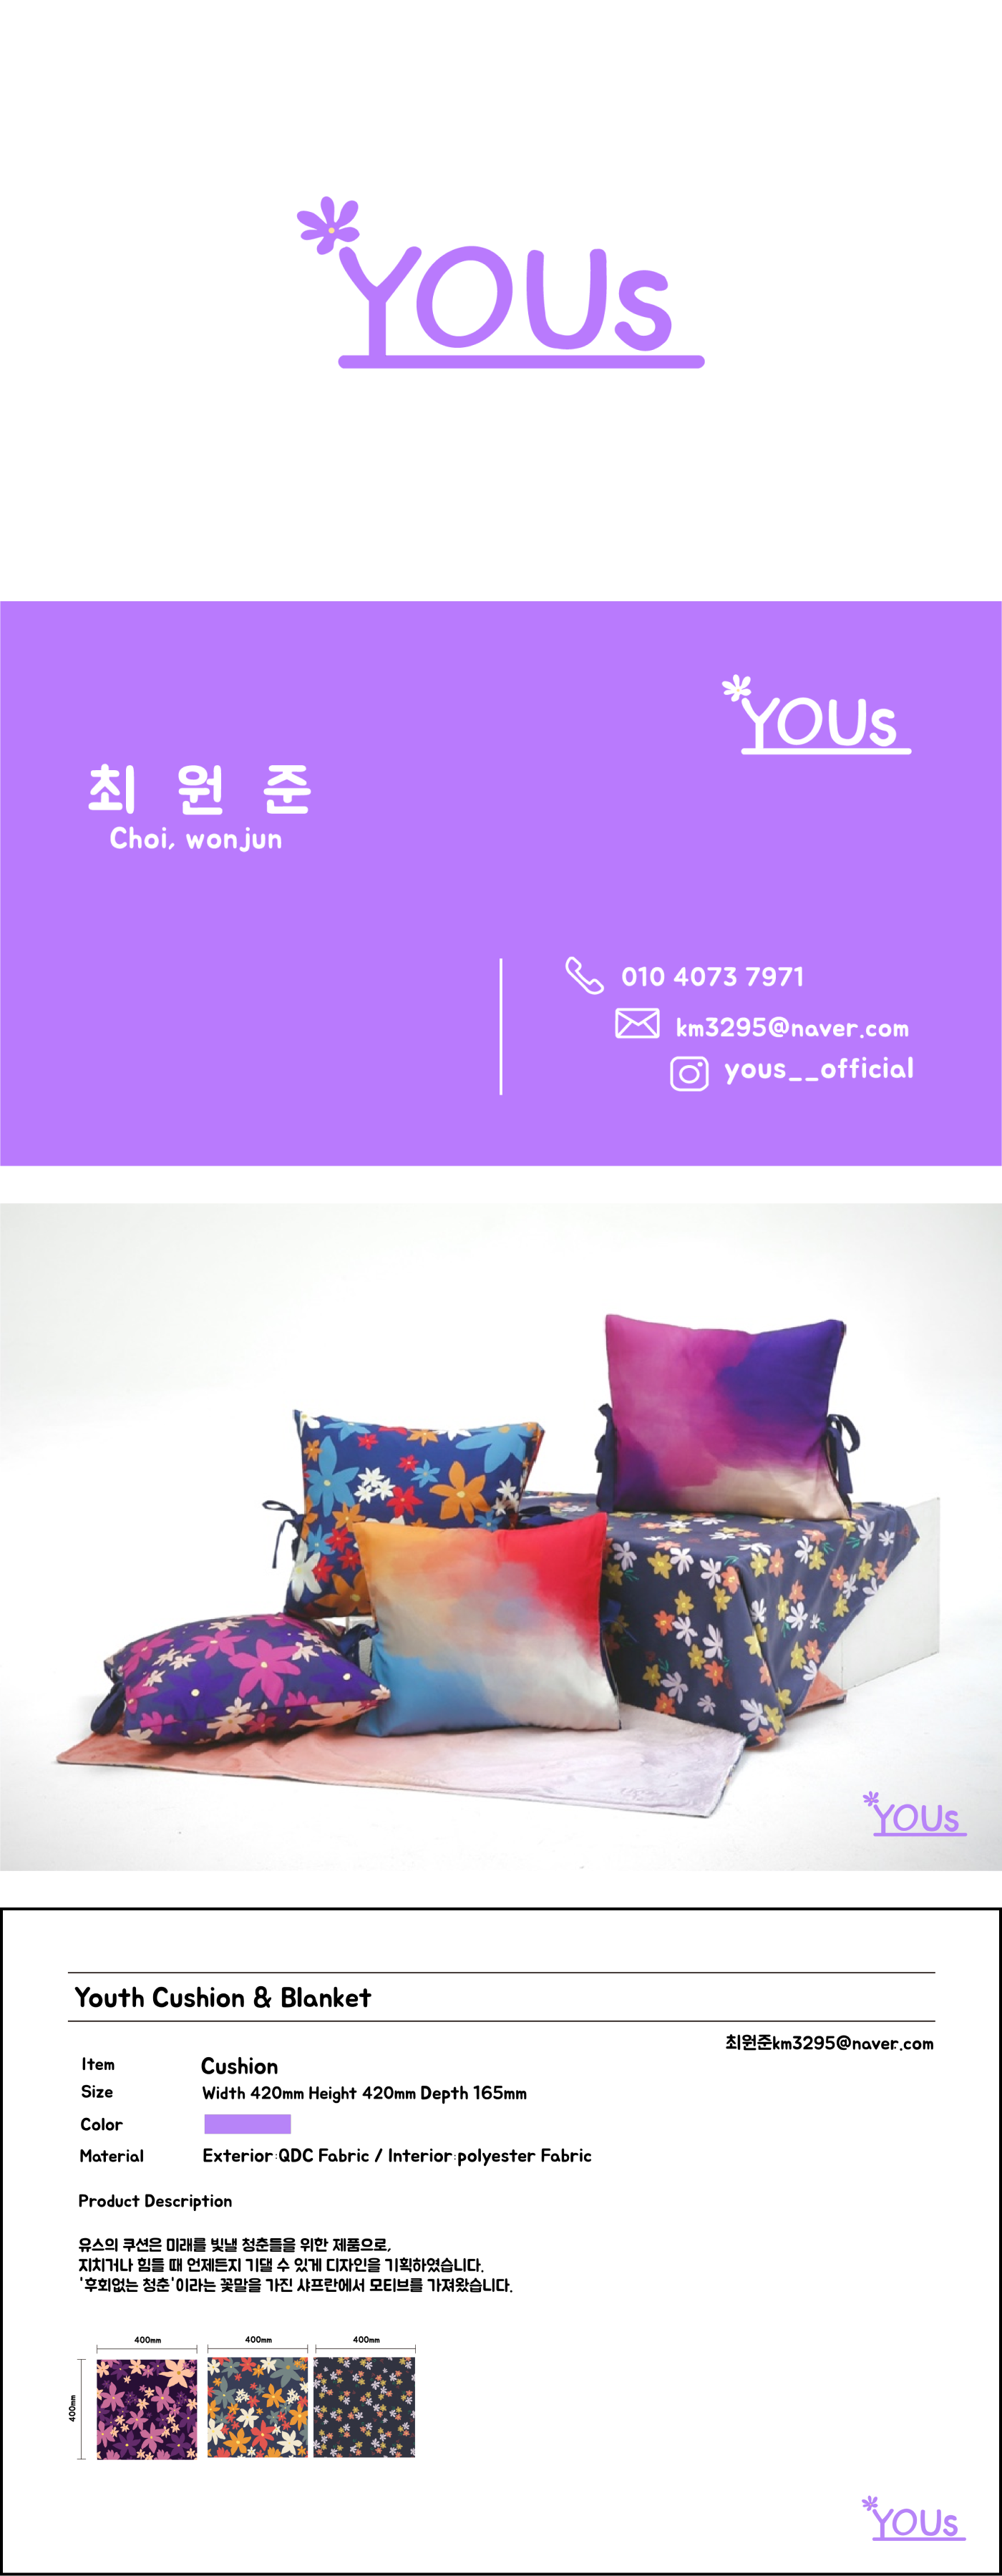 YOUs
YOUs
최 원 준
Choi, wonjun
010 4073 7971
km3295@naver.com
yous__official
YOUs
Youth Cushion & Blanket
최원준km3295@naver.com
Item Cushion
Size Width 420mm Height 420mm Depth 165mm
Color
Material Exterior:QDC Fabric / Interior:polyester Fabric
Product Description
유스의 쿠션은 미래를 빛낼 청춘들을 위한 제품으로,
지치거나 힘들 때 언제든지 기댈 수 있게 디자인을 기획하였습니다.
'후회없는 청춘'이라는 꽃말을 가진 샤프란에서 모티브를 가져왔습니다.
400mm 400mm 400mm
400mm
YOUs